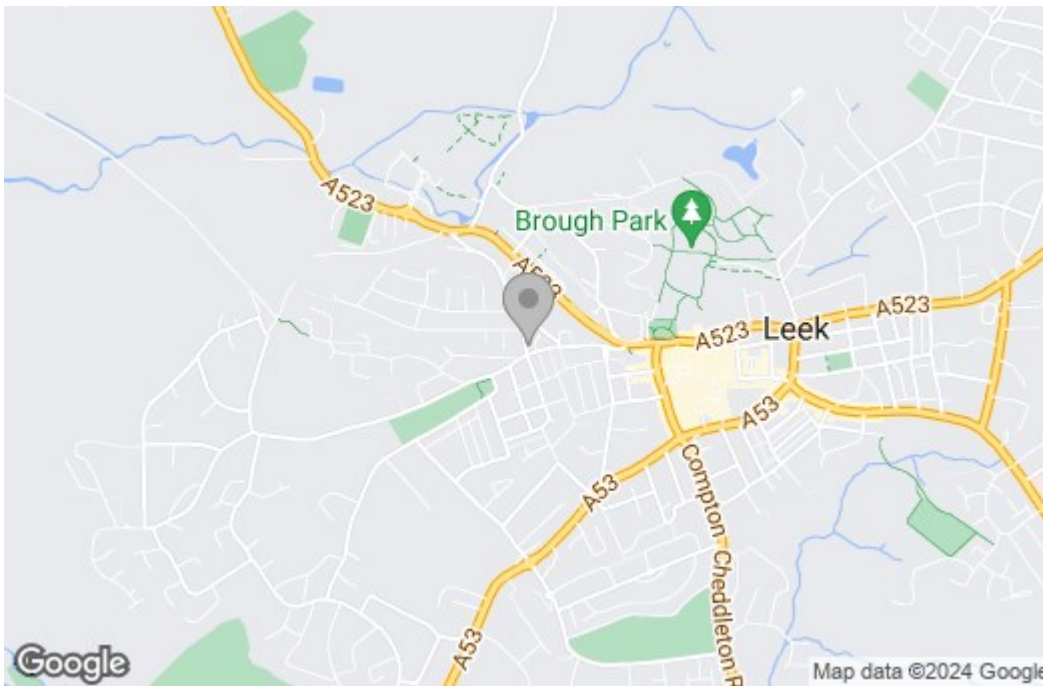 A523
Brough Park
A523
A523
Leek
A523
A53
A53
Compton
Cheddleton R
A53
Google
Map data ©2024 Google